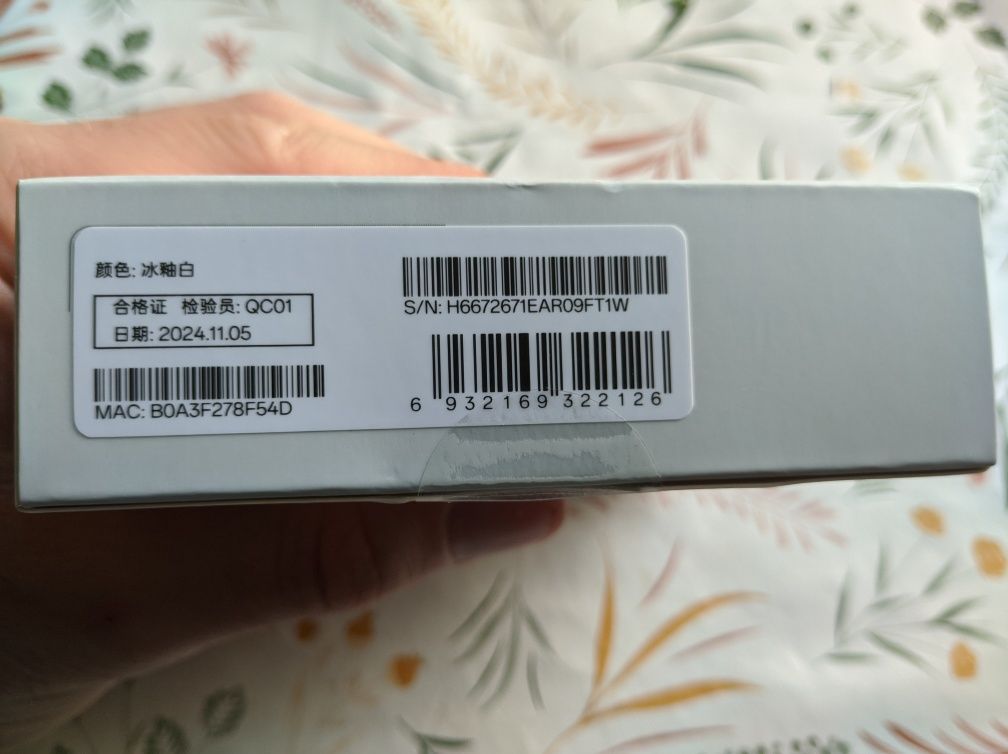 颜色: 冰釉白
合格证 检验员: QC01
日期: 2024.11.05
MAC: B0A3F278F54D
S/N: H6672671EAR09FT1W
6 932169 322126